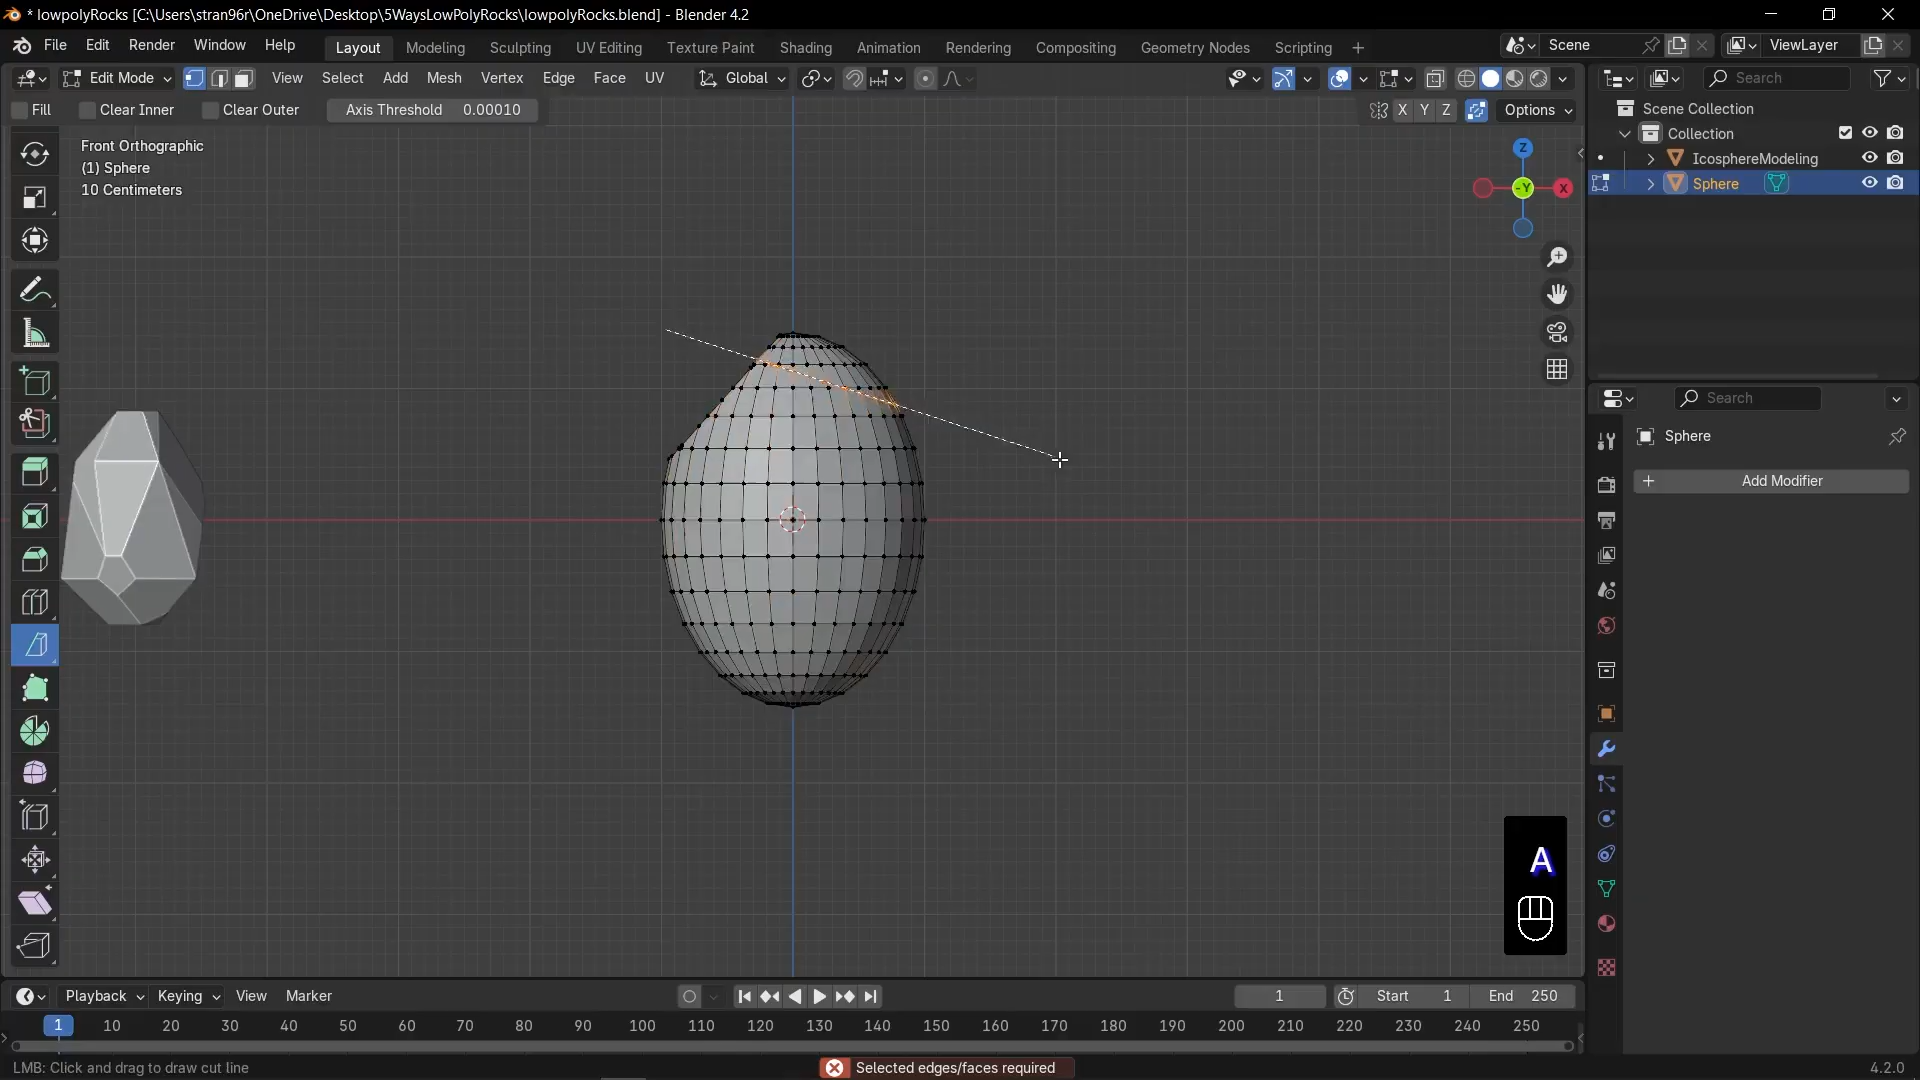 * lowpolyRocks [C:\Users\stran96r\OneDrive\Desktop\5WaysLowPolyRocks\lowpolyRocks.blend] - Blender 4.2
File Edit Render Window Help Layout Modeling Sculpting UV Editing Texture Paint Shading Animation Rendering Compositing Geometry Nodes Scripting + Scene ViewLayer
Edit Mode View Select Add Mesh Vertex Edge Face UV Global Search
Fill Clear Inner Clear Outer Axis Threshold 0.00010 X Y Z Options
Scene Collection
Collection
IcosphereModeling
Sphere
Front Orthographic
(1) Sphere
10 Centimeters
Z
-Y
X
Search
Sphere
+ Add Modifier
A
Playback Keying View Marker 1 Start 1 End 250
1 10 20 30 40 50 60 70 80 90 100 110 120 130 140 150 160 170 180 190 200 210 220 230 240 250
LMB: Click and drag to draw cut line Selected edges/faces required 4.2.0